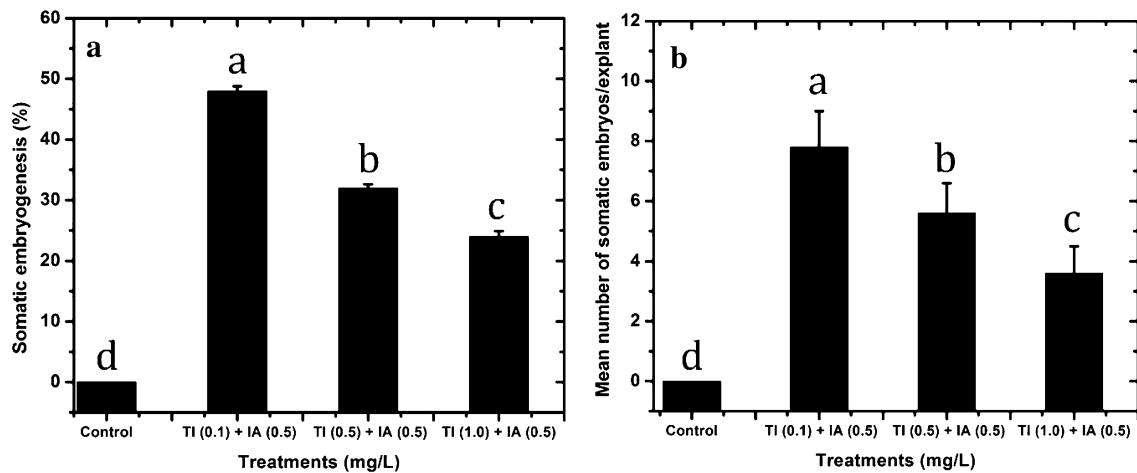 a
Somatic embryogenesis (%)
60
50
40
30
20
10
0
d
a
b
c
Control
TI (0.1) + IA (0.5)
TI (0.5) + IA (0.5)
TI (1.0) + IA (0.5)
Treatments (mg/L)
b
Mean number of somatic embryos/explant
12
10
8
6
4
2
0
d
a
b
c
Control
TI (0.1) + IA (0.5)
TI (0.5) + IA (0.5)
TI (1.0) + IA (0.5)
Treatments (mg/L)